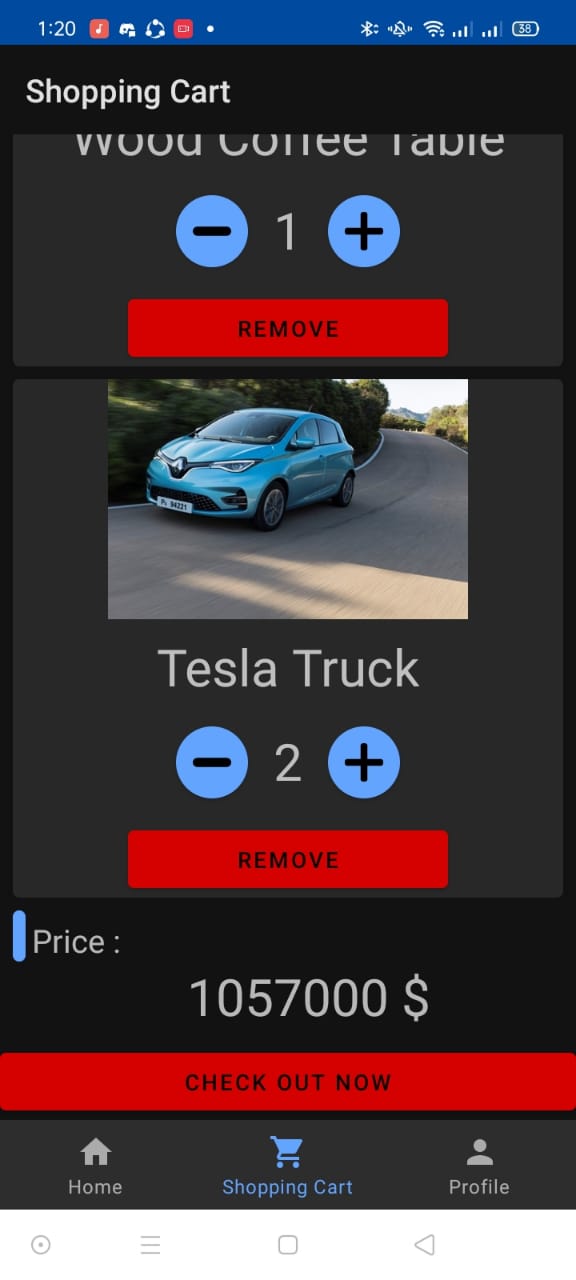 1:20
38
Shopping Cart
Wood Coffee Table
1
REMOVE
Tesla Truck
2
REMOVE
Price :
1057000 $
CHECK OUT NOW
Home
Shopping Cart
Profile